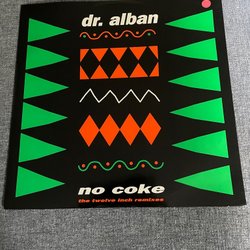 dr. alban
no coke
the twelve inch remixes